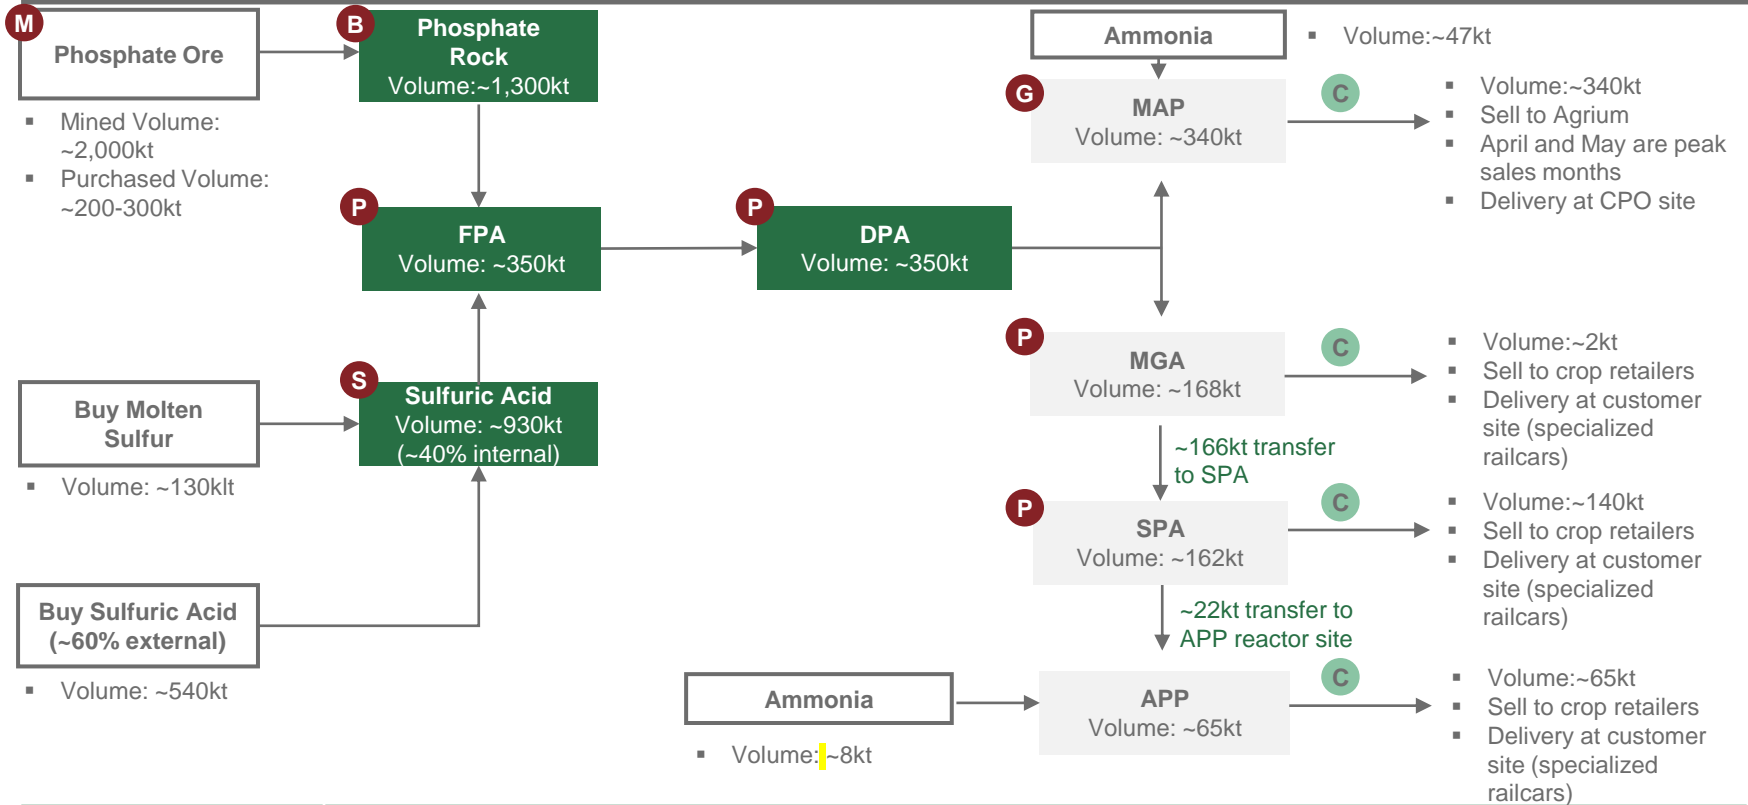 M
Phosphate Ore
▪ Mined Volume:
~2,000kt
▪ Purchased Volume:
~200-300kt
B
Phosphate
Rock
Volume:~1,300kt
P
FPA
Volume: ~350kt
P
DPA
Volume: ~350kt
Buy Molten
Sulfur
▪ Volume: ~130klt
S
Sulfuric Acid
Volume: ~930kt
(~40% internal)
Buy Sulfuric Acid
(~60% external)
▪ Volume: ~540kt
Ammonia
▪ Volume:~47kt
G
MAP
Volume: ~340kt
C
▪ Volume:~340kt
▪ Sell to Agrium
▪ April and May are peak
sales months
▪ Delivery at CPO site
P
MGA
Volume: ~168kt
C
▪ Volume:~2kt
▪ Sell to crop retailers
▪ Delivery at customer
site (specialized
railcars)
~166kt transfer
to SPA
P
SPA
Volume: ~162kt
C
▪ Volume:~140kt
▪ Sell to crop retailers
▪ Delivery at customer
site (specialized
railcars)
~22kt transfer to
APP reactor site
Ammonia
▪ Volume: ~8kt
APP
Volume: ~65kt
C
▪ Volume:~65kt
▪ Sell to crop retailers
▪ Delivery at customer
site (specialized
railcars)